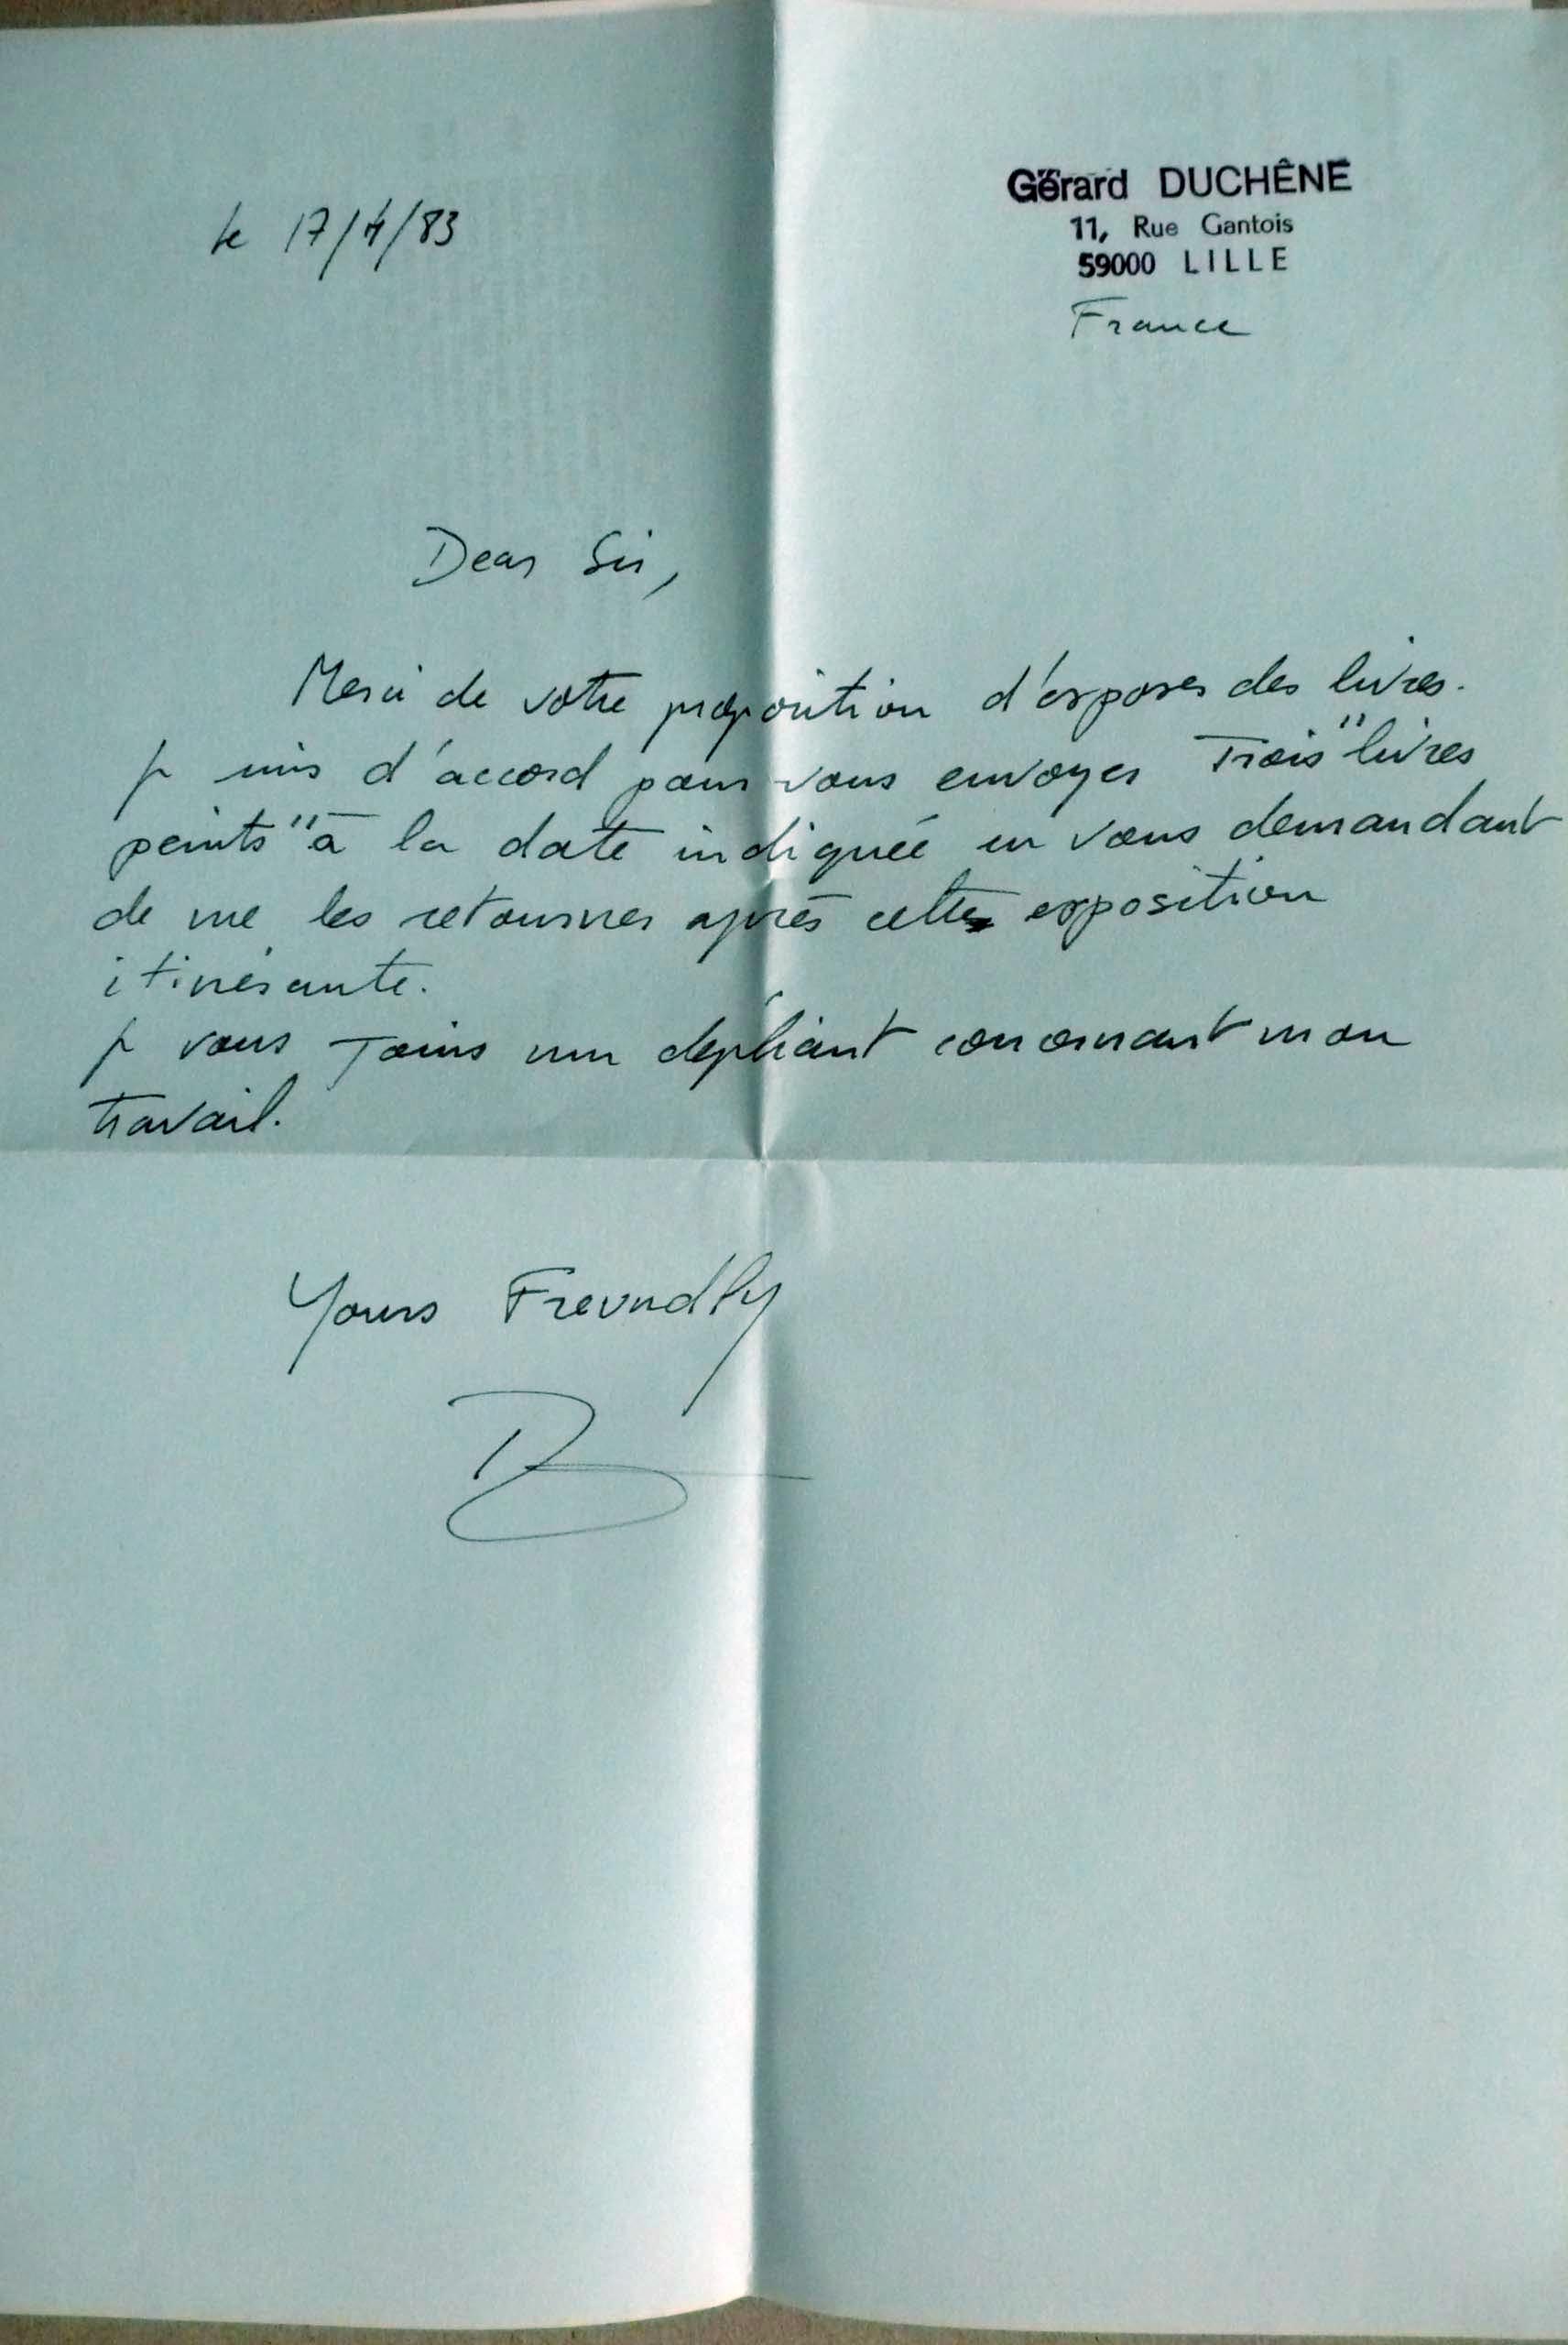 le 17/4/83
Gérard DUCHÊNE
11, Rue Gantois
59000 LILLE
France
Dear Sir,
Merci de votre proposition d'exposer des livres.
Je suis d'accord pour vous envoyer Trois "livres
peints" à la date indiquée en vous demandant
de me les retourner après cette exposition
itinérante.
Je vous joins un dépliant concernant mon
travail.
Yours Freundly